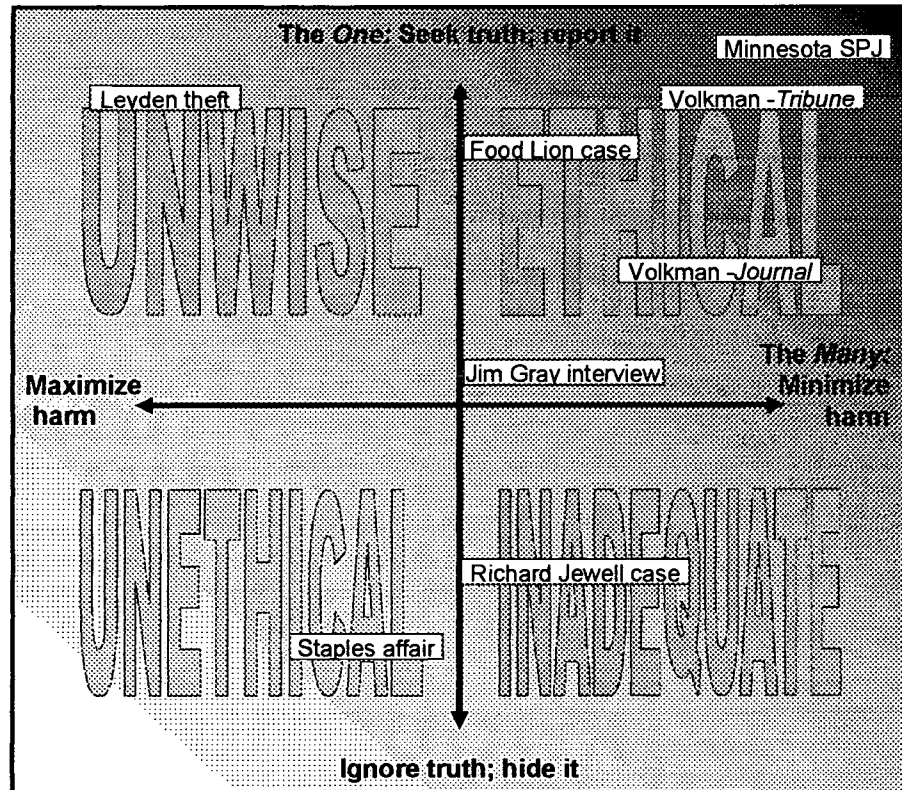 The One: Seek truth; report it
Minnesota SPJ
Leyden theft
Volkman -Tribune
UNWISE
ETHICAL
Food Lion case
Volkman -Journal
Jim Gray interview
The Many:
Minimize
harm
Maximize
harm
UNETHICAL
INADEQUATE
Richard Jewell case
Staples affair
Ignore truth; hide it